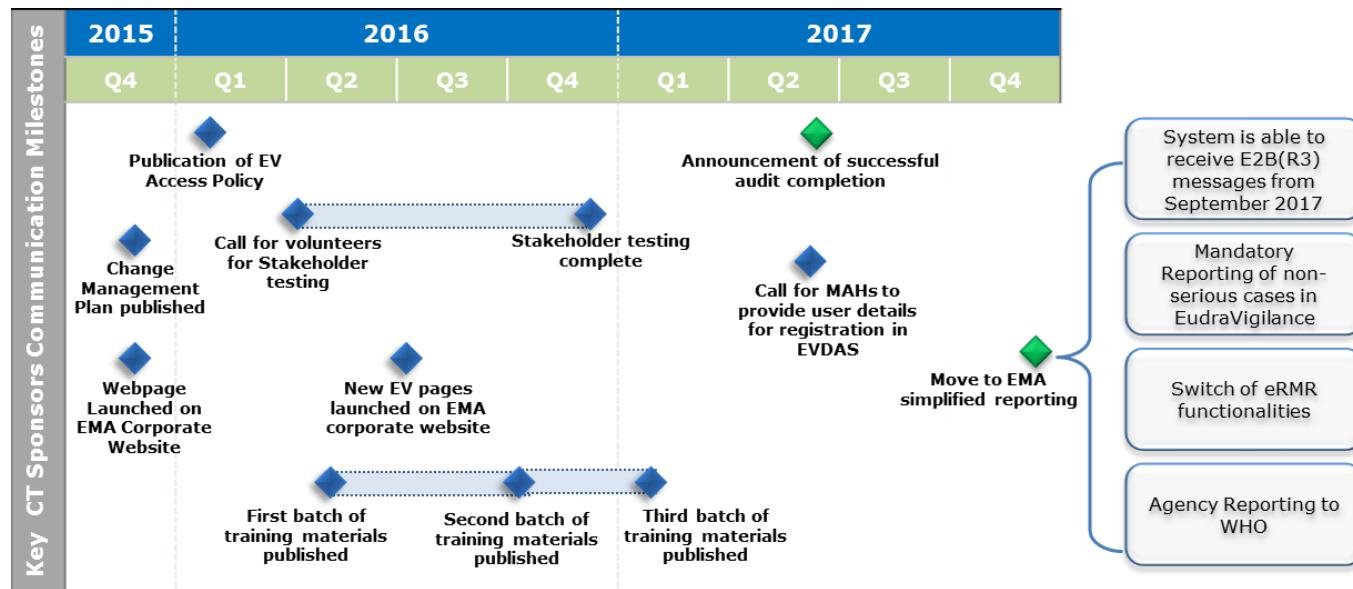 Key CT Sponsors Communication Milestones
2015
2016
2017
Q4
Q1
Q2
Q3
Q4
Q1
Q2
Q3
Q4
Publication of EV
Access Policy
Announcement of successful
audit completion
Call for volunteers
for Stakeholder
testing
Stakeholder testing
complete
Change
Management
Plan published
Call for MAHs to
provide user details
for registration in
EVDAS
Webpage
Launched on
EMA Corporate
Website
New EV pages
launched on EMA
corporate website
Move to EMA
simplified reporting
First batch of
training materials
published
Second batch of
training materials
published
Third batch of
training materials
published
System is able to
receive E2B(R3)
messages from
September 2017
Mandatory
Reporting of non-
serious cases in
EudraVigilance
Switch of eRMR
functionalities
Agency Reporting to
WHO